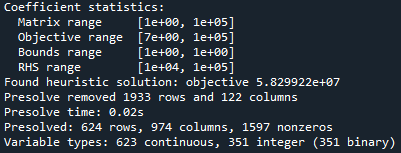 Coefficient statistics:
  Matrix range     [1e+00, 1e+05]
  Objective range  [7e+00, 1e+05]
  Bounds range     [1e+00, 1e+00]
  RHS range        [1e+04, 1e+05]
Found heuristic solution: objective 5.829922e+07
Presolve removed 1933 rows and 122 columns
Presolve time: 0.02s
Presolved: 624 rows, 974 columns, 1597 nonzeros
Variable types: 623 continuous, 351 integer (351 binary)